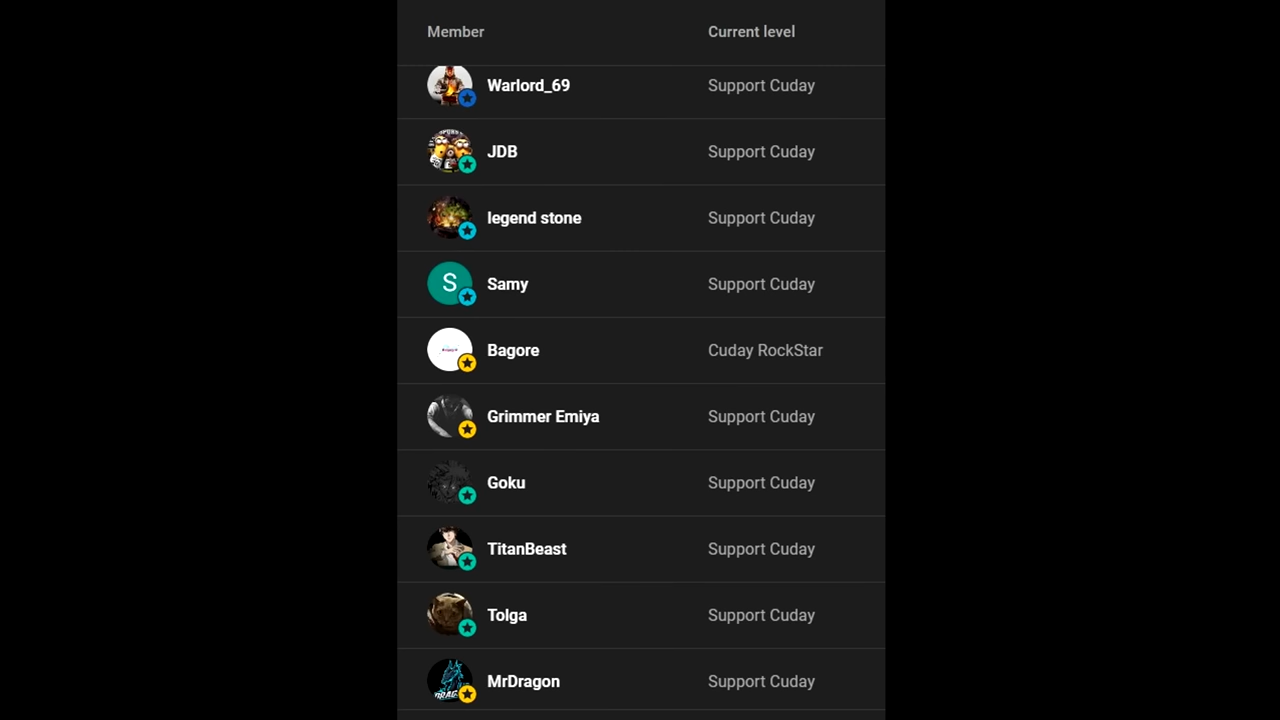 Member Current level
Warlord_69 Support Cuday
JDB Support Cuday
legend stone Support Cuday
S Samy Support Cuday
Bagore Cuday RockStar
Grimmer Emiya Support Cuday
Goku Support Cuday
TitanBeast Support Cuday
Tolga Support Cuday
MrDragon Support Cuday